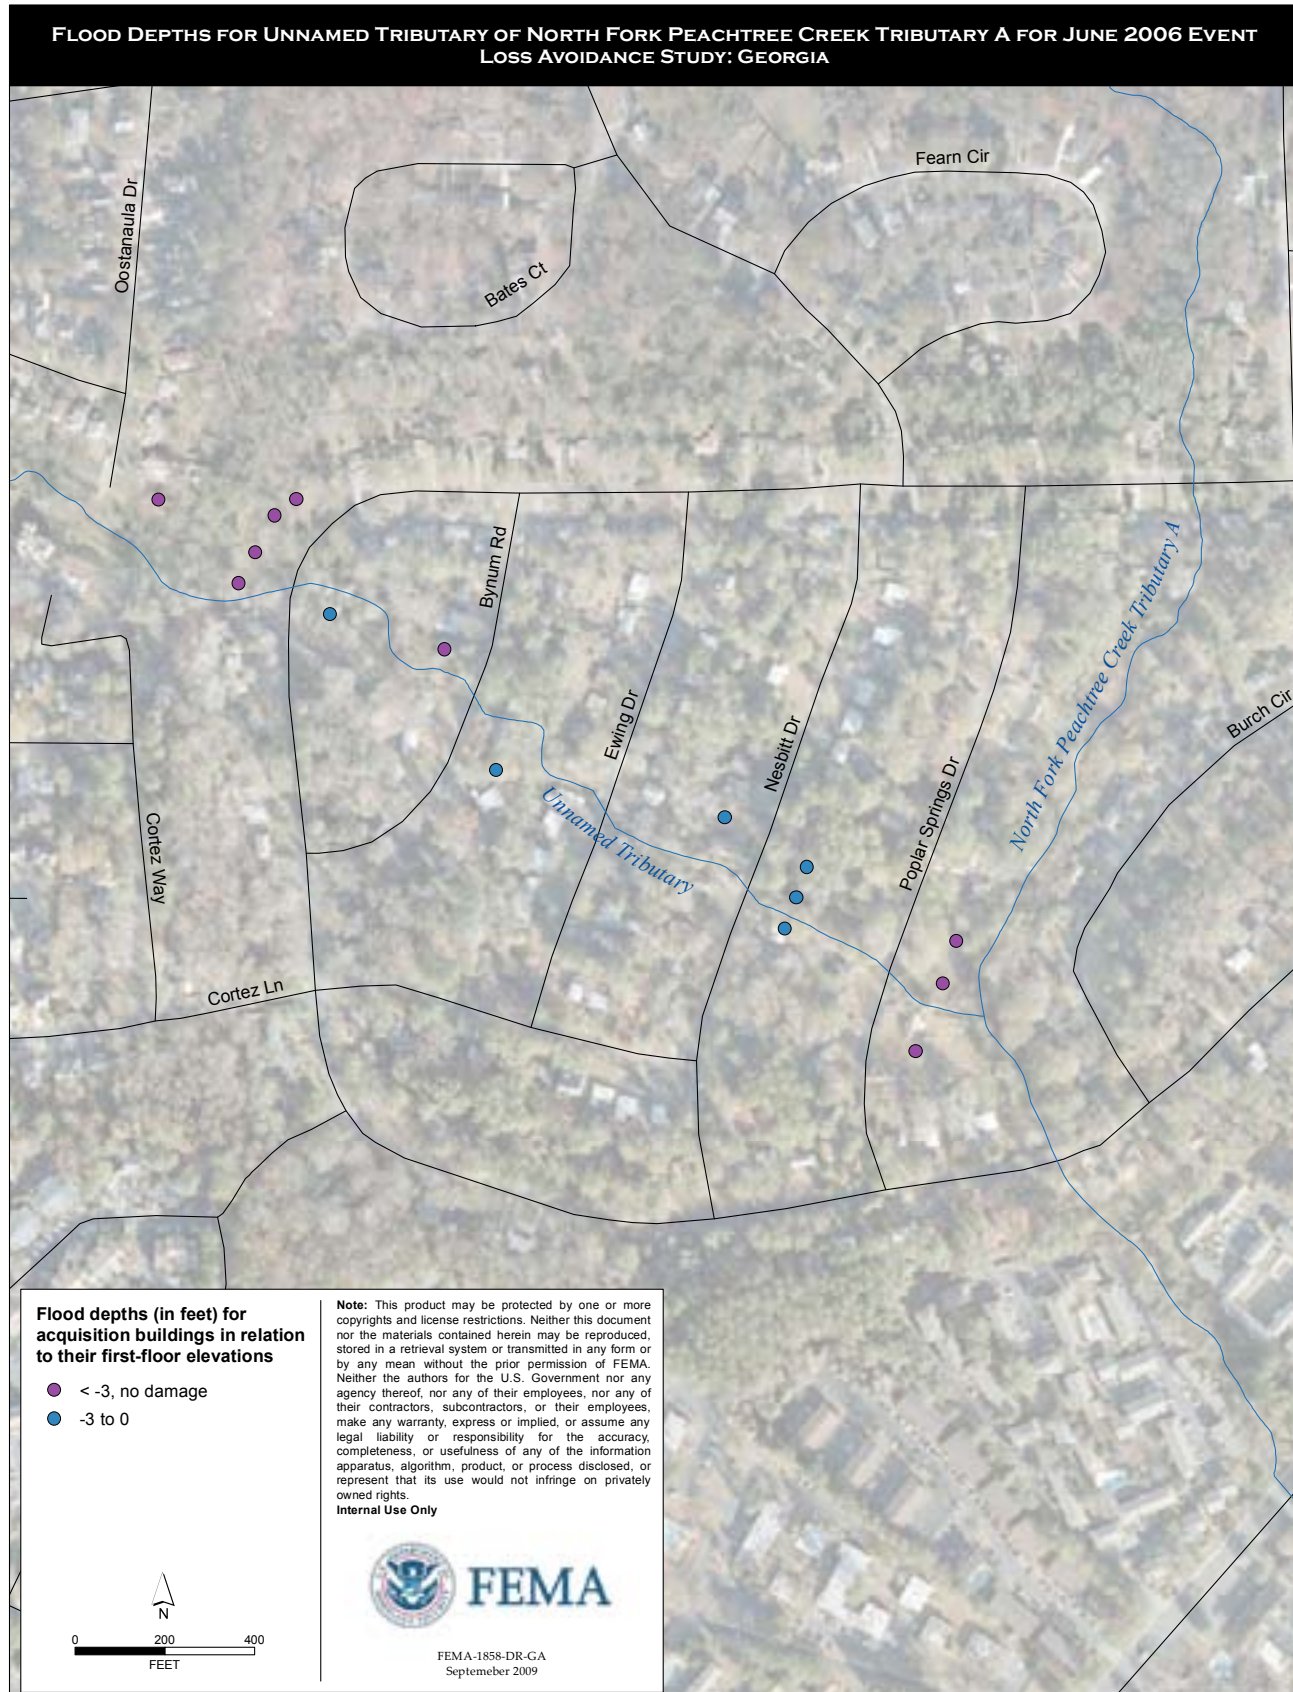 FLOOD DEPTHS FOR UNNAMED TRIBUTARY OF NORTH FORK PEACHTREE CREEK TRIBUTARY A FOR JUNE 2006 EVENT
LOSS AVOIDANCE STUDY: GEORGIA
Fearn Cir
Oostanaula Dr
Bates Ct
Bynum Rd
North Fork Peachtree Creek Tributary A
Ewing Dr
Nesbitt Dr
Burch Cir
Poplar Springs Dr
Unnamed Tributary
Cortez Way
Cortez Ln
Flood depths (in feet) for
acquisition buildings in relation
to their first-floor elevations
< -3, no damage
-3 to 0
N
0 200 400
FEET
Note: This product may be protected by one or more
copyrights and license restrictions. Neither this document
nor the materials contained herein may be reproduced,
stored in a retrieval system or transmitted in any form or
by any mean without the prior permission of FEMA.
Neither the authors for the U.S. Government nor any
agency thereof, nor any of their employees, nor any of
their contractors, subcontractors, or their employees,
make any warranty, express or implied, or assume any
legal liability or responsibility for the accuracy,
completeness, or usefulness of any of the information
apparatus, algorithm, product, or process disclosed, or
represent that its use would not infringe on privately
owned rights.
Internal Use Only
FEMA
FEMA-1858-DR-GA
Septemeber 2009